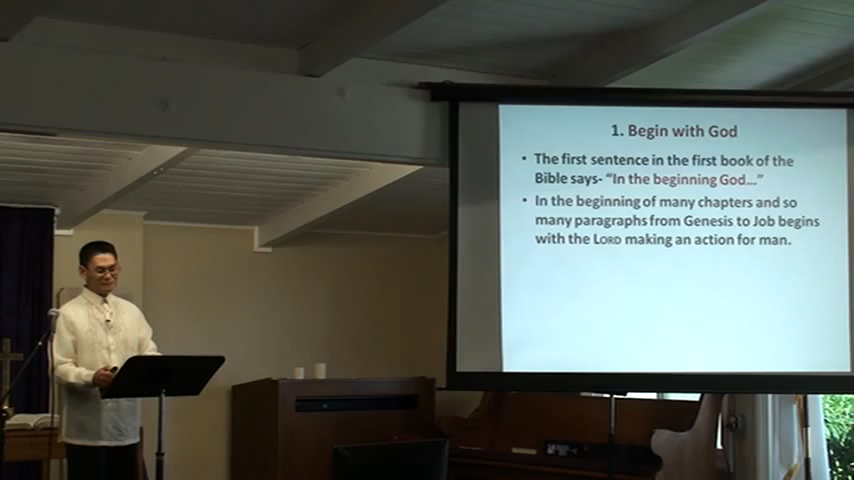 1. Begin with God
• The first sentence in the first book of the
Bible says- “In the beginning God...”
• In the beginning of many chapters and so
many paragraphs from Genesis to Job begins
with the LORD making an action for man.